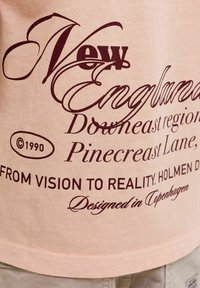 New
England
Downeast region
Pinecreast Lane,
©1990
FROM VISION TO REALITY, HOLMEN D
Designed in Copenhagen